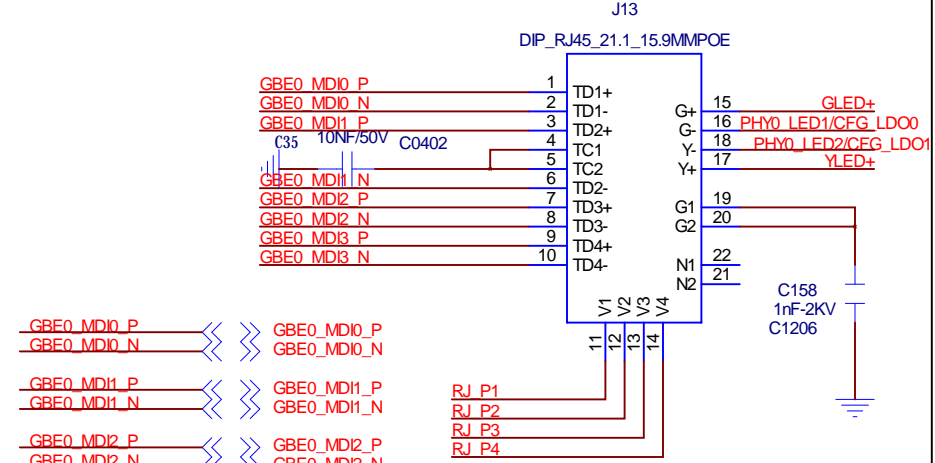 J13
DIP_RJ45_21.1_15.9MMPOE
GBE0_MDI0_P 1 TD1+
GBE0_MDI0_N 2 TD1-
GBE0_MDI1_P 3 TD2+
C35 10NF/50V C0402 4 TC1
5 TC2
GBE0_MDI1_N 6 TD2-
GBE0_MDI2_P 7 TD3+
GBE0_MDI2_N 8 TD3-
GBE0_MDI3_P 9 TD4+
GBE0_MDI3_N 10 TD4-
G+ 15 GLED+
G- 16 PHY0_LED1/CFG_LDO0
Y- 18 PHY0_LED2/CFG_LDO1
Y+ 17 YLED+
G1 19
G2 20
N1 22
N2 21
C158
1nF-2KV
C1206
V1 V2 V3 V4
11 12 13 14
RJ_P1
RJ_P2
RJ_P3
RJ_P4
GBE0_MDI0_P GBE0_MDI0_P
GBE0_MDI0_N GBE0_MDI0_N
GBE0_MDI1_P GBE0_MDI1_P
GBE0_MDI1_N GBE0_MDI1_N
GBE0_MDI2_P GBE0_MDI2_P
GBE0_MDI2_N GBE0_MDI2_N